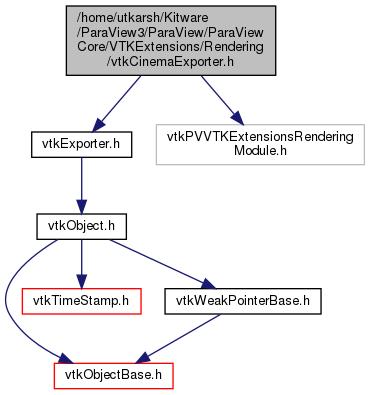 /home/utkarsh/Kitware
/ParaView3/ParaView/ParaView
Core/VTKExtensions/Rendering
/vtkCinemaExporter.h
vtkExporter.h
vtkPVVTKExtensionsRendering
Module.h
vtkObject.h
vtkTimeStamp.h
vtkWeakPointerBase.h
vtkObjectBase.h